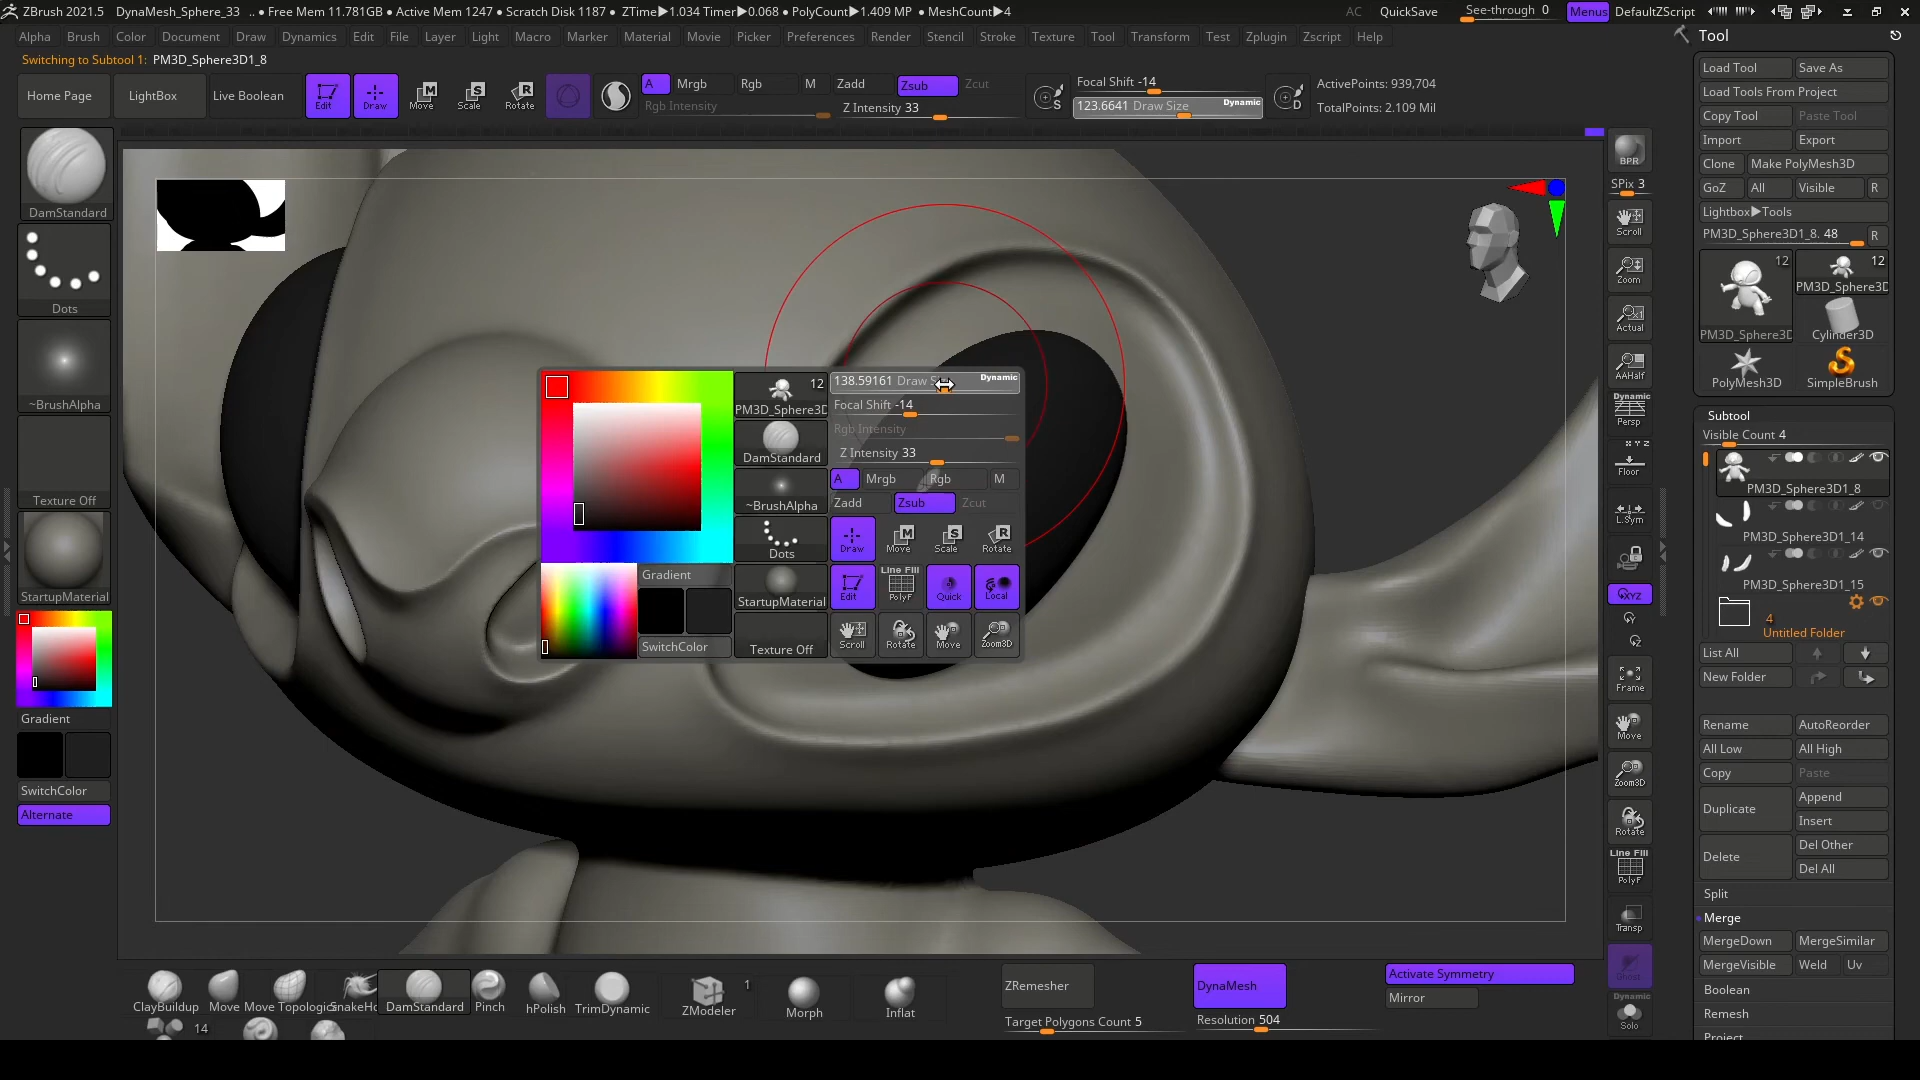 ZBrush 2021.5 DynaMesh_Sphere_33 .. • Free Mem 11.781GB • Active Mem 1247 • Scratch Disk 1187 • ZTime▶1.034 Timer▶0.068 • PolyCount▶1.409 MP • MeshCount▶4 AC QuickSave See-through 0 Menus DefaultZScript
Alpha Brush Color Document Draw Dynamics Edit File Layer Light Macro Marker Material Movie Picker Preferences Render Stencil Stroke Texture Tool Transform Test Zplugin Zscript Help
Switching to Subtool 1: PM3D_Sphere3D1_8
Home Page LightBox Live Boolean Edit Draw Move Scale Rotate
A Mrgb Rgb M Zadd Zsub Zcut
Rgb Intensity Z Intensity 33
S Focal Shift -14
123.6641 Draw Size Dynamic
D ActivePoints: 939,704
TotalPoints: 2.109 Mil
DamStandard
Dots
~BrushAlpha
Texture Off
StartupMaterial
Gradient
SwitchColor
Alternate
12
PM3D_Sphere3D
DamStandard
~BrushAlpha
Dots
StartupMaterial
Texture Off
Gradient
SwitchColor
138.59161 Draw Dynamic
Focal Shift -14
Rgb Intensity
Z Intensity 33
A Mrgb Rgb M
Zadd Zsub Zcut
Draw Move Scale Rotate
Edit Line Fill PolyF Quick Local
Scroll Rotate Move Zoom3D
BPR
SPix 3
Scroll
Zoom
Actual
AAHalf
Dynamic
Persp
X Y Z
Floor
L.Sym
XYZ
Y
Z
Frame
Move
Zoom3D
Rotate
Line Fill
PolyF
Transp
Ghost
Dynamic
Solo
Tool
Load Tool Save As
Load Tools From Project
Copy Tool Paste Tool
Import Export
Clone Make PolyMesh3D
GoZ All Visible R
Lightbox▶Tools
PM3D_Sphere3D1_8. 48 R
12 12
PM3D_Sphere3D
PM3D_Sphere3D Cylinder3D
PolyMesh3D SimpleBrush
Subtool
Visible Count 4
PM3D_Sphere3D1_8
PM3D_Sphere3D1_14
PM3D_Sphere3D1_15
4
Untitled Folder
List All
New Folder
Rename AutoReorder
All Low All High
Copy Paste
Duplicate Append
Insert
Delete Del Other
Del All
Split
Merge
MergeDown MergeSimilar
MergeVisible Weld Uv
Boolean
Remesh
Project
ClayBuildup Move Move Topologic SnakeHo DamStandard Pinch hPolish TrimDynamic ZModeler 1 Morph Inflat
14
ZRemesher
Target Polygons Count 5
DynaMesh
Resolution 504
Activate Symmetry
Mirror